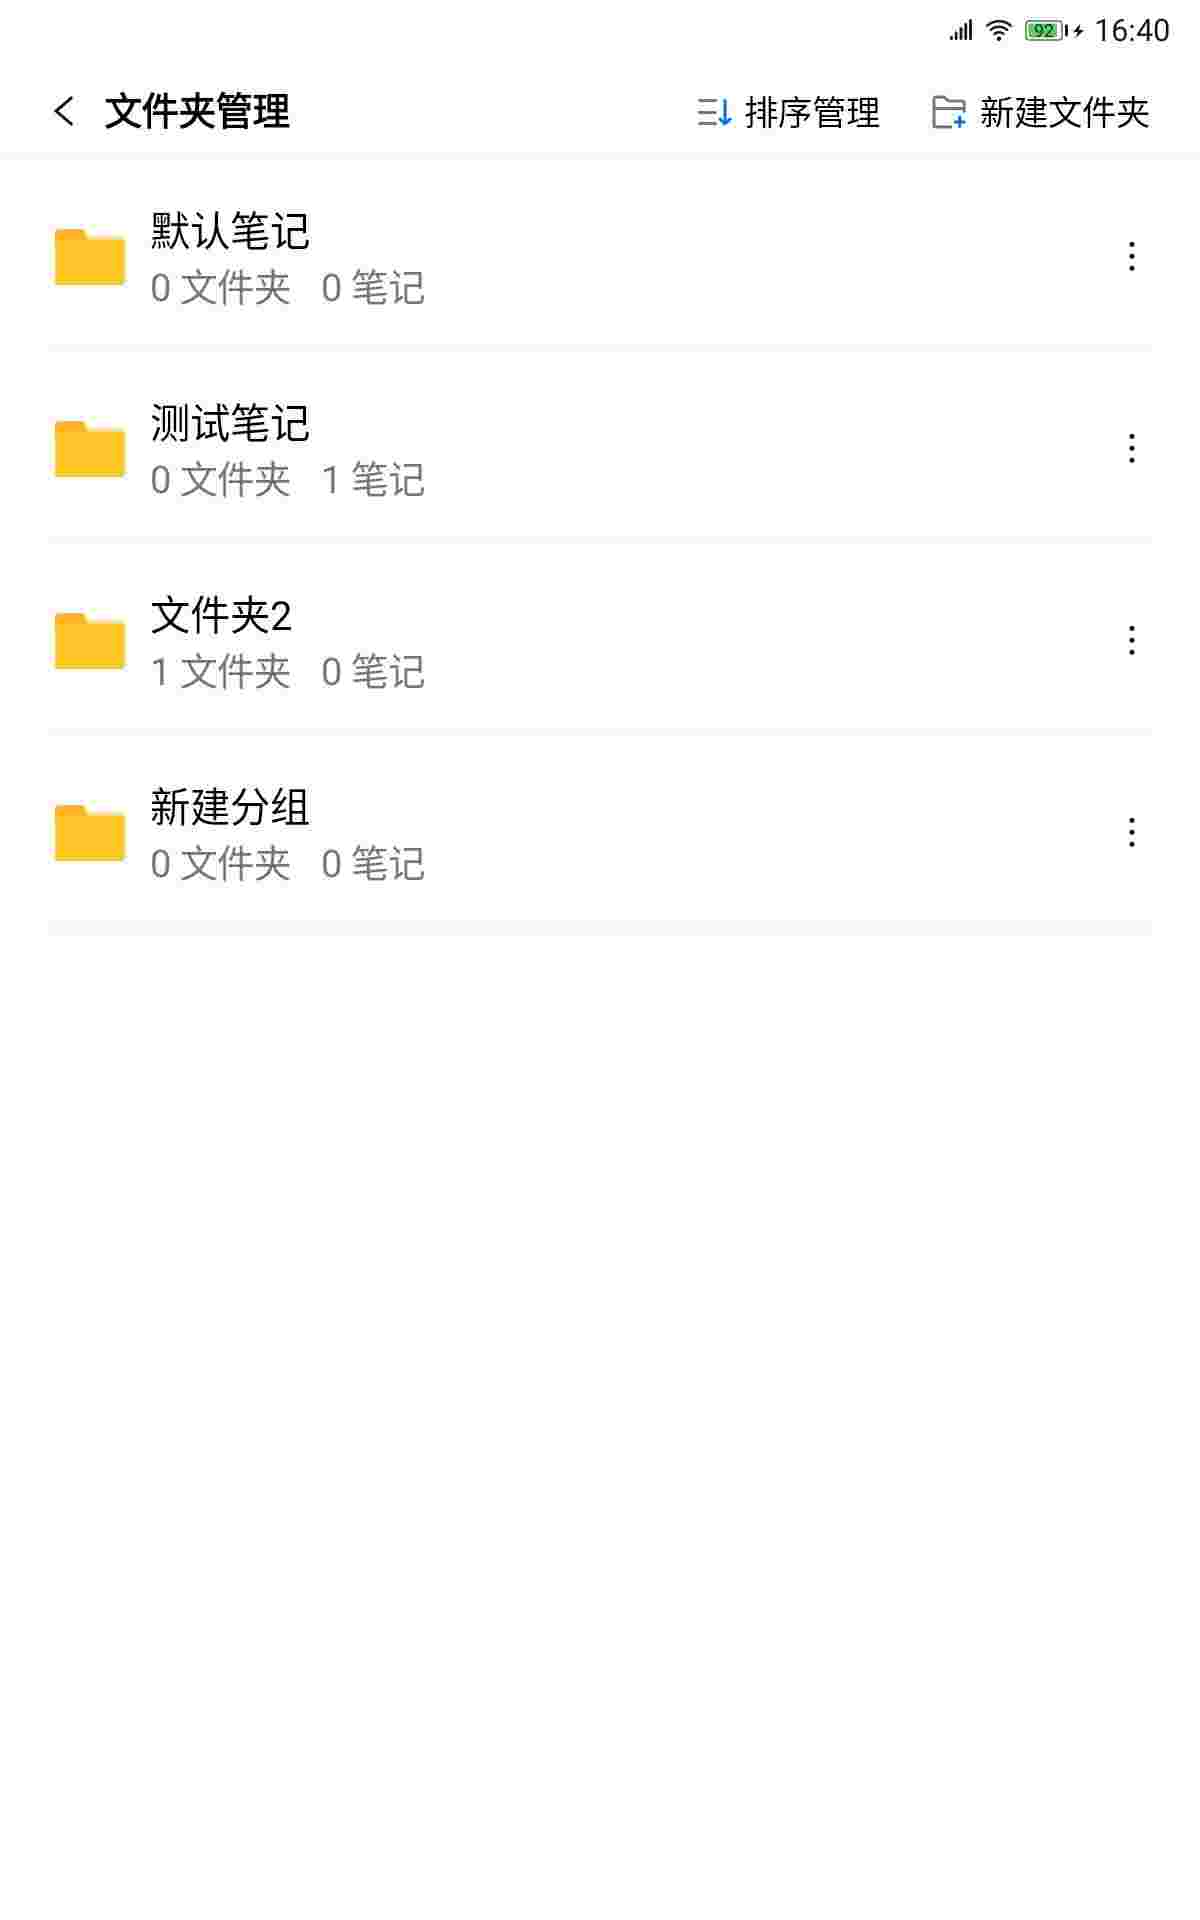 92 16:40
文件夹管理 排序管理 新建文件夹
默认笔记
0 文件夹 0 笔记
测试笔记
0 文件夹 1 笔记
文件夹2
1 文件夹 0 笔记
新建分组
0 文件夹 0 笔记